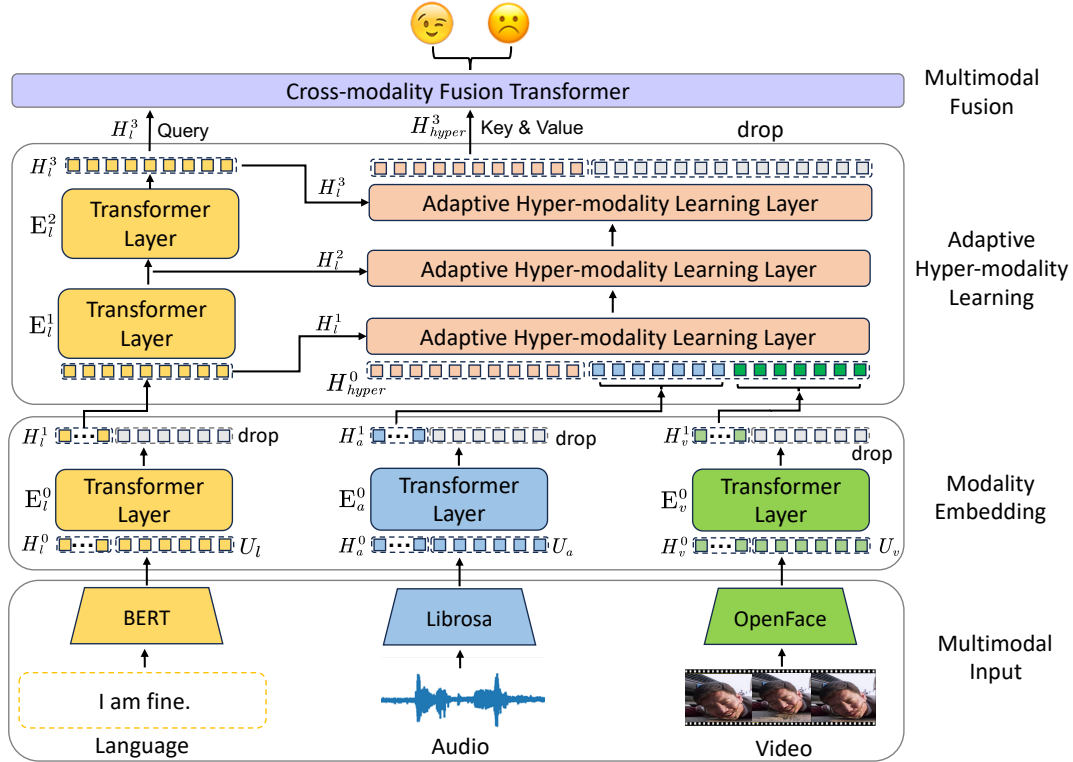 Cross-modality Fusion Transformer
Multimodal
Fusion
H_l^3 Query
H_{hyper}^3 Key & Value
drop
H_l^3
H_l^3
E_l^2
Transformer
Layer
Adaptive Hyper-modality Learning Layer
H_l^2
Adaptive Hyper-modality Learning Layer
Adaptive
Hyper-modality
Learning
E_l^1
Transformer
Layer
H_l^1
Adaptive Hyper-modality Learning Layer
H_{hyper}^0
H_l^1
drop
H_a^1
drop
H_v^1
drop
E_l^0
Transformer
Layer
E_a^0
Transformer
Layer
E_v^0
Transformer
Layer
Modality
Embedding
H_l^0
U_l
H_a^0
U_a
H_v^0
U_v
BERT
Librosa
OpenFace
Multimodal
Input
I am fine.
Language
Audio
Video